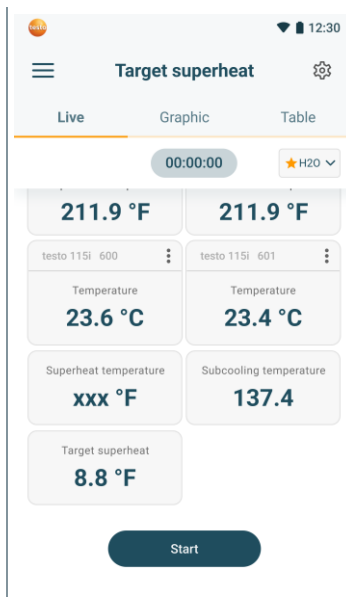 testo
12:30
Target superheat
Live Graphic Table
00:00:00 H2O
211.9 °F 211.9 °F
testo 115i 600 testo 115i 601
Temperature Temperature
23.6 °C 23.4 °C
Superheat temperature Subcooling temperature
xxx °F 137.4
Target superheat
8.8 °F
Start